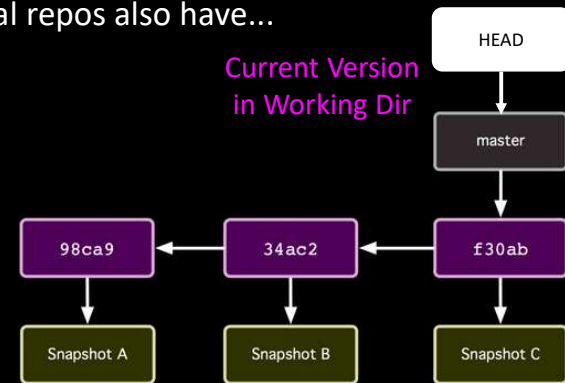 al repos also have...
HEAD
Current Version
in Working Dir
master
98ca9
34ac2
f30ab
Snapshot A
Snapshot B
Snapshot C